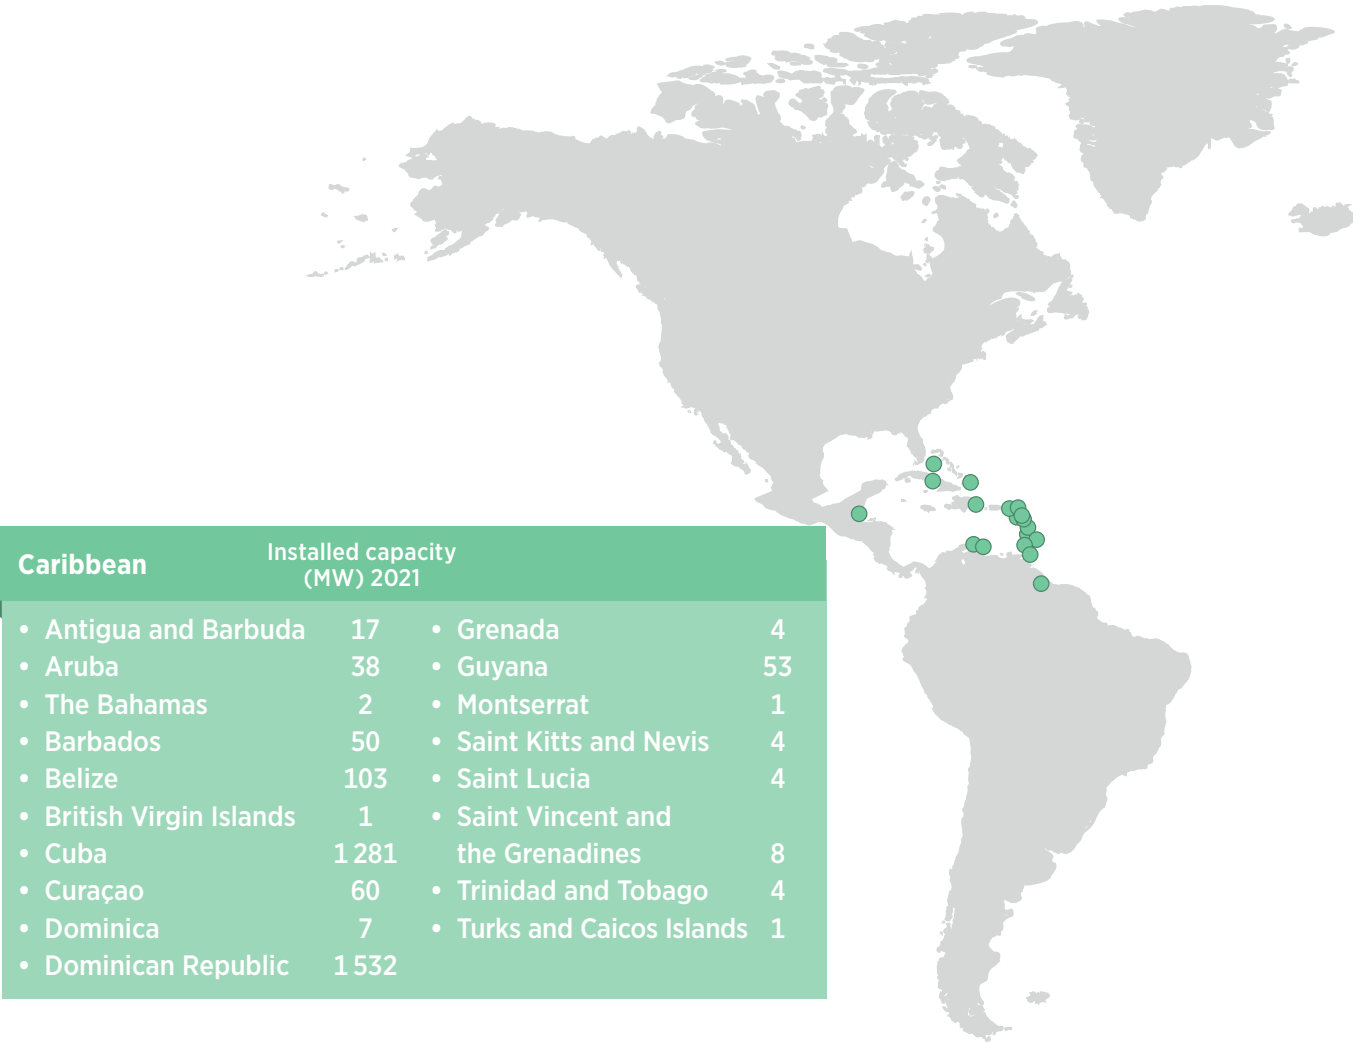 Caribbean
Installed capacity
(MW) 2021
• Antigua and Barbuda 17
• Aruba 38
• The Bahamas 2
• Barbados 50
• Belize 103
• British Virgin Islands 1
• Cuba 1 281
• Curaçao 60
• Dominica 7
• Dominican Republic 1 532
• Grenada 4
• Guyana 53
• Montserrat 1
• Saint Kitts and Nevis 4
• Saint Lucia 4
• Saint Vincent and
the Grenadines 8
• Trinidad and Tobago 4
• Turks and Caicos Islands 1